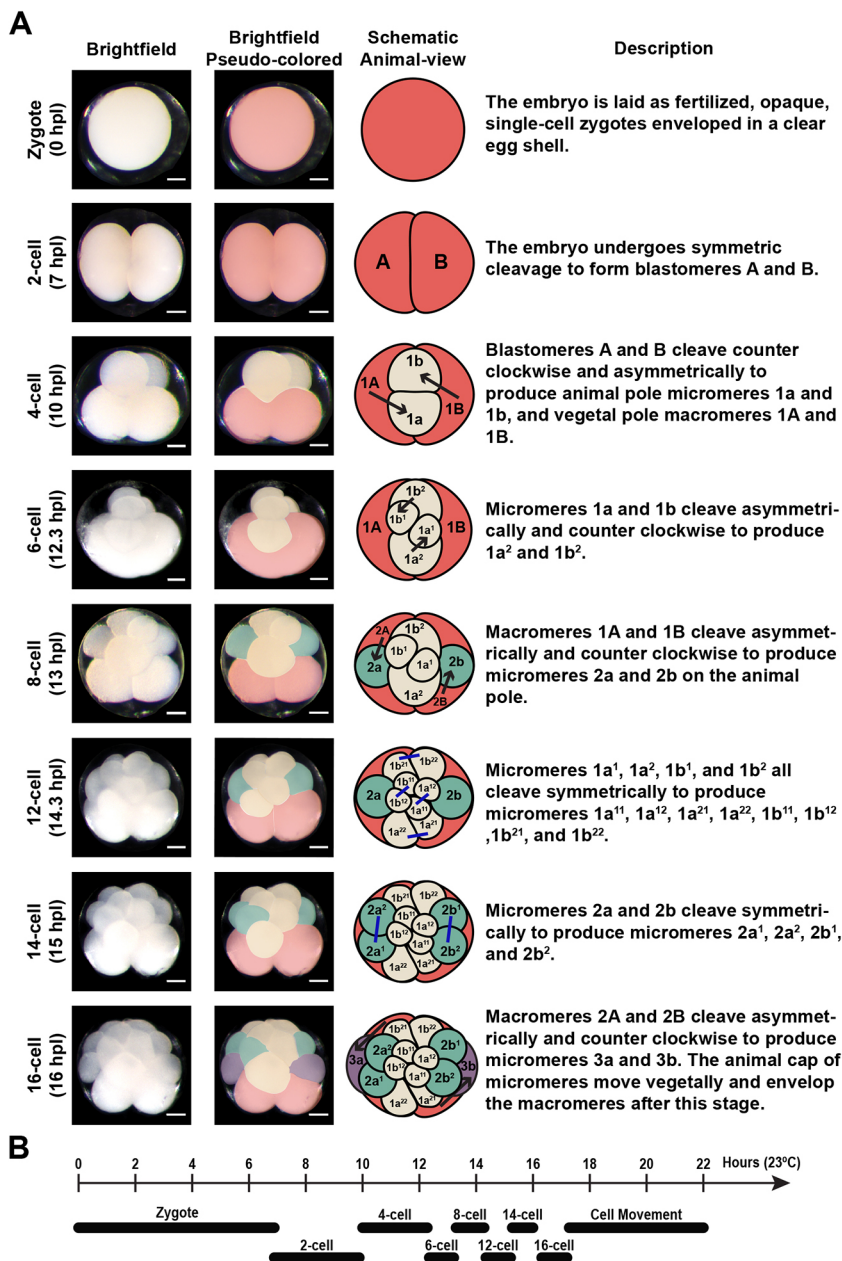 A
Brightfield
Brightfield
Pseudo-colored
Schematic
Animal-view
Description
Zygote
(0 hpl)
The embryo is laid as fertilized, opaque,
single-cell zygotes enveloped in a clear
egg shell.
2-cell
(7 hpl)
A
B
The embryo undergoes symmetric
cleavage to form blastomeres A and B.
4-cell
(10 hpl)
1b
1A
1B
1a
Blastomeres A and B cleave counter
clockwise and asymmetrically to
produce animal pole micromeres 1a and
1b, and vegetal pole macromeres 1A and
1B.
6-cell
(12.3 hpl)
1b²
1A
1b¹
1a¹
1B
1a²
Micromeres 1a and 1b cleave asymmetri-
cally and counter clockwise to produce
1a² and 1b².
8-cell
(13 hpl)
2A
1b²
1b¹
2a
1a¹
2b
1a²
2B
Macromeres 1A and 1B cleave asymmet-
rically and counter clockwise to produce
micromeres 2a and 2b on the animal
pole.
12-cell
(14.3 hpl)
1b²¹
1b²²
1b¹¹
1a¹²
2a
2b
1b¹²
1a¹¹
1a²²
1a²¹
Micromeres 1a¹, 1a², 1b¹, and 1b² all
cleave symmetrically to produce
micromeres 1a¹¹, 1a¹², 1a²¹, 1a²², 1b¹¹, 1b¹²
,1b²¹, and 1b²².
14-cell
(15 hpl)
1b²¹
1b²²
2a²
1b¹¹
2b¹
1a¹²
1b¹²
2a¹
1a¹¹
2b²
1a²²
1a²¹
Micromeres 2a and 2b cleave symmetri-
cally to produce micromeres 2a¹, 2a², 2b¹,
and 2b².
16-cell
(16 hpl)
1b²¹
1b²²
3a
2a²
1b¹¹
2b¹
1a¹²
3b
1b¹²
2a¹
1a¹¹
2b²
1a²²
1a²¹
Macromeres 2A and 2B cleave asymmet-
rically and counter clockwise to produce
micromeres 3a and 3b. The animal cap of
micromeres move vegetally and envelop
the macromeres after this stage.
B
0 2 4 6 8 10 12 14 16 18 20 22 Hours (23ºC)
Zygote 4-cell 8-cell 14-cell Cell Movement
2-cell 6-cell 12-cell 16-cell